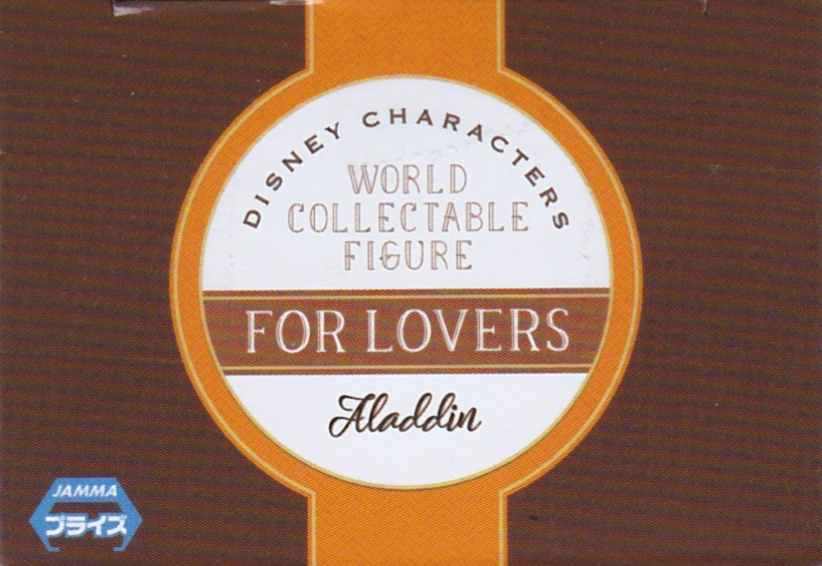 DISNEY CHARACTERS
WORLD
COLLECTABLE
FIGURE
FOR LOVERS
Aladdin
JAMMA
プライズ